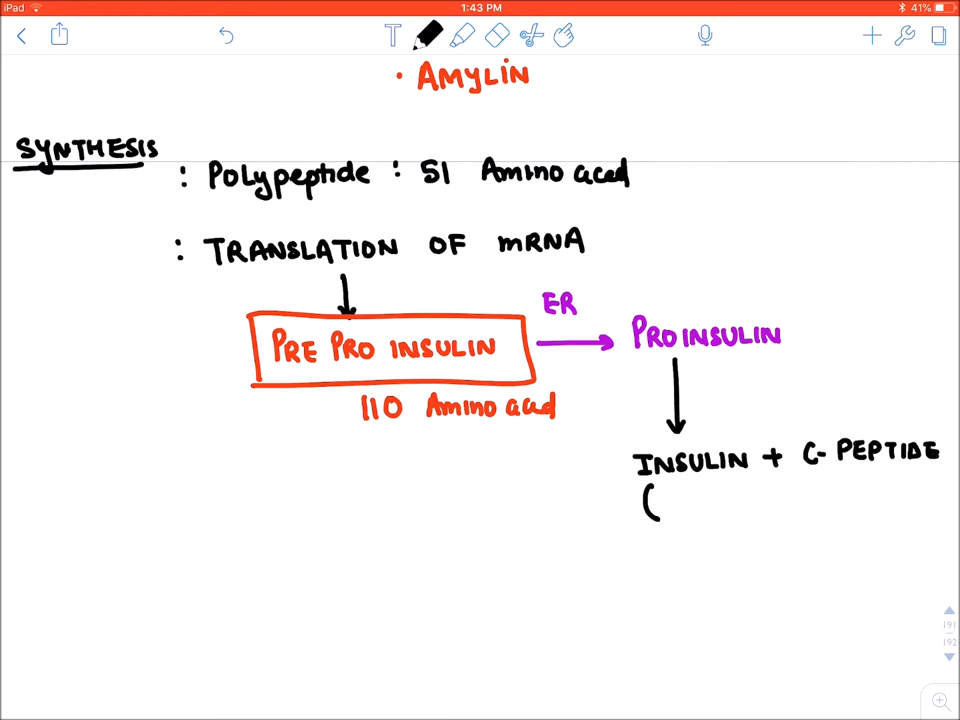 iPad 1:43 PM 41%
T
· AMYLIN
SYNTHESIS
: Polypeptide : 51 Amino acid
: TRANSLATION OF mRNA
ER
PRE PRO INSULIN
PROINSULIN
110 Amino acid
INSULIN + C-PEPTIDE
(
191
192